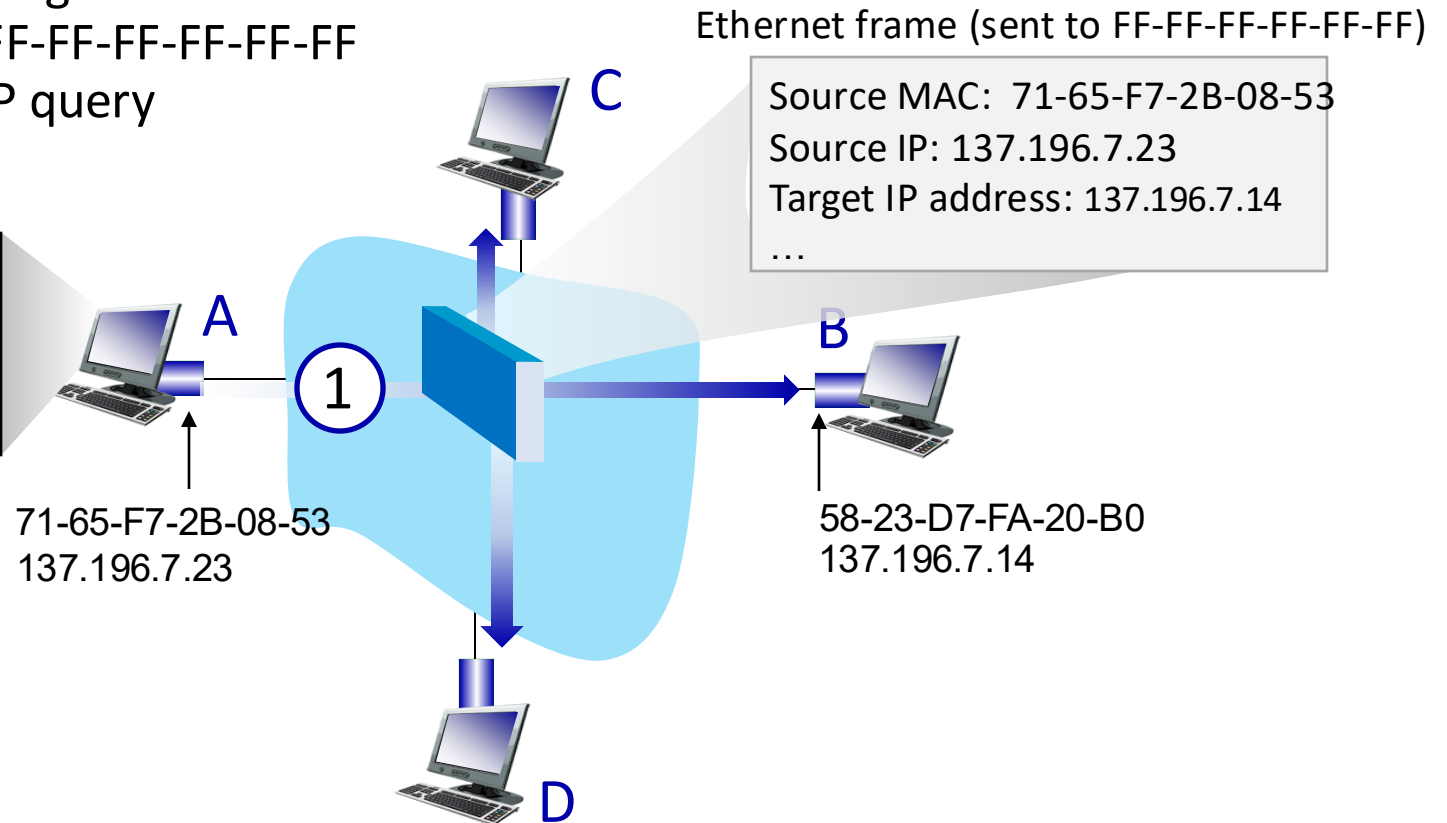 FF-FF-FF-FF-FF
P query
Ethernet frame (sent to FF-FF-FF-FF-FF-FF)
Source MAC: 71-65-F7-2B-08-53
Source IP: 137.196.7.23
Target IP address: 137.196.7.14
…
C
A
B
1
71-65-F7-2B-08-53
137.196.7.23
58-23-D7-FA-20-B0
137.196.7.14
D